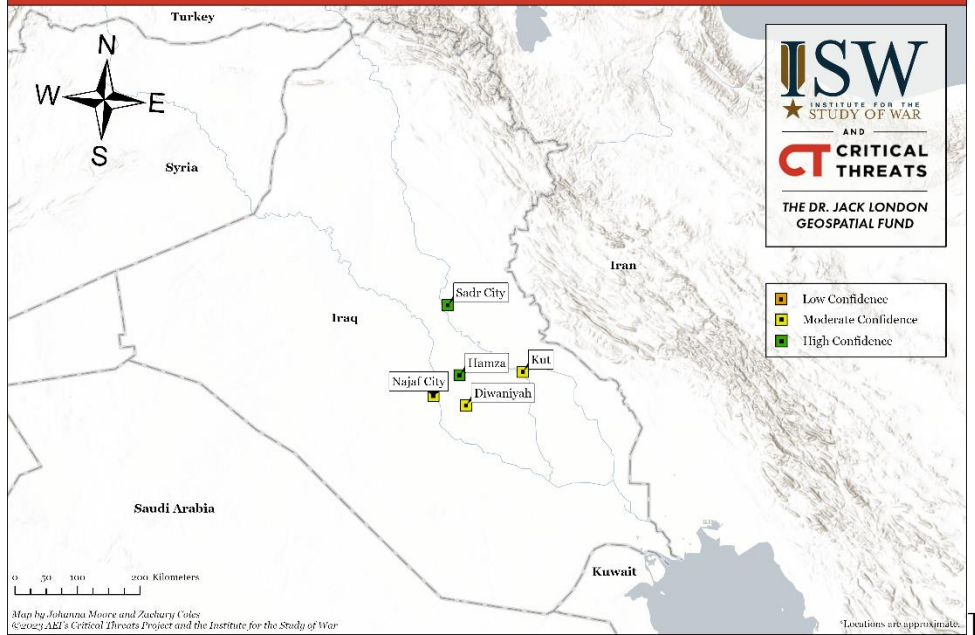 Turkey
N
W
E
S
Syria
ISW
INSTITUTE FOR THE
STUDY OF WAR
AND
CT CRITICAL
THREATS
THE DR. JACK LONDON
GEOSPATIAL FUND
Iran
Sadr City
Iraq
Low Confidence
Moderate Confidence
High Confidence
Hamza
Kut
Najaf City
Diwaniyah
Saudi Arabia
Kuwait
0 50 100 200 Kilometers
Map by Johanna Moore and Zachary Coles
©2023 AEI's Critical Threats Project and the Institute for the Study of War
*Locations are approximate.